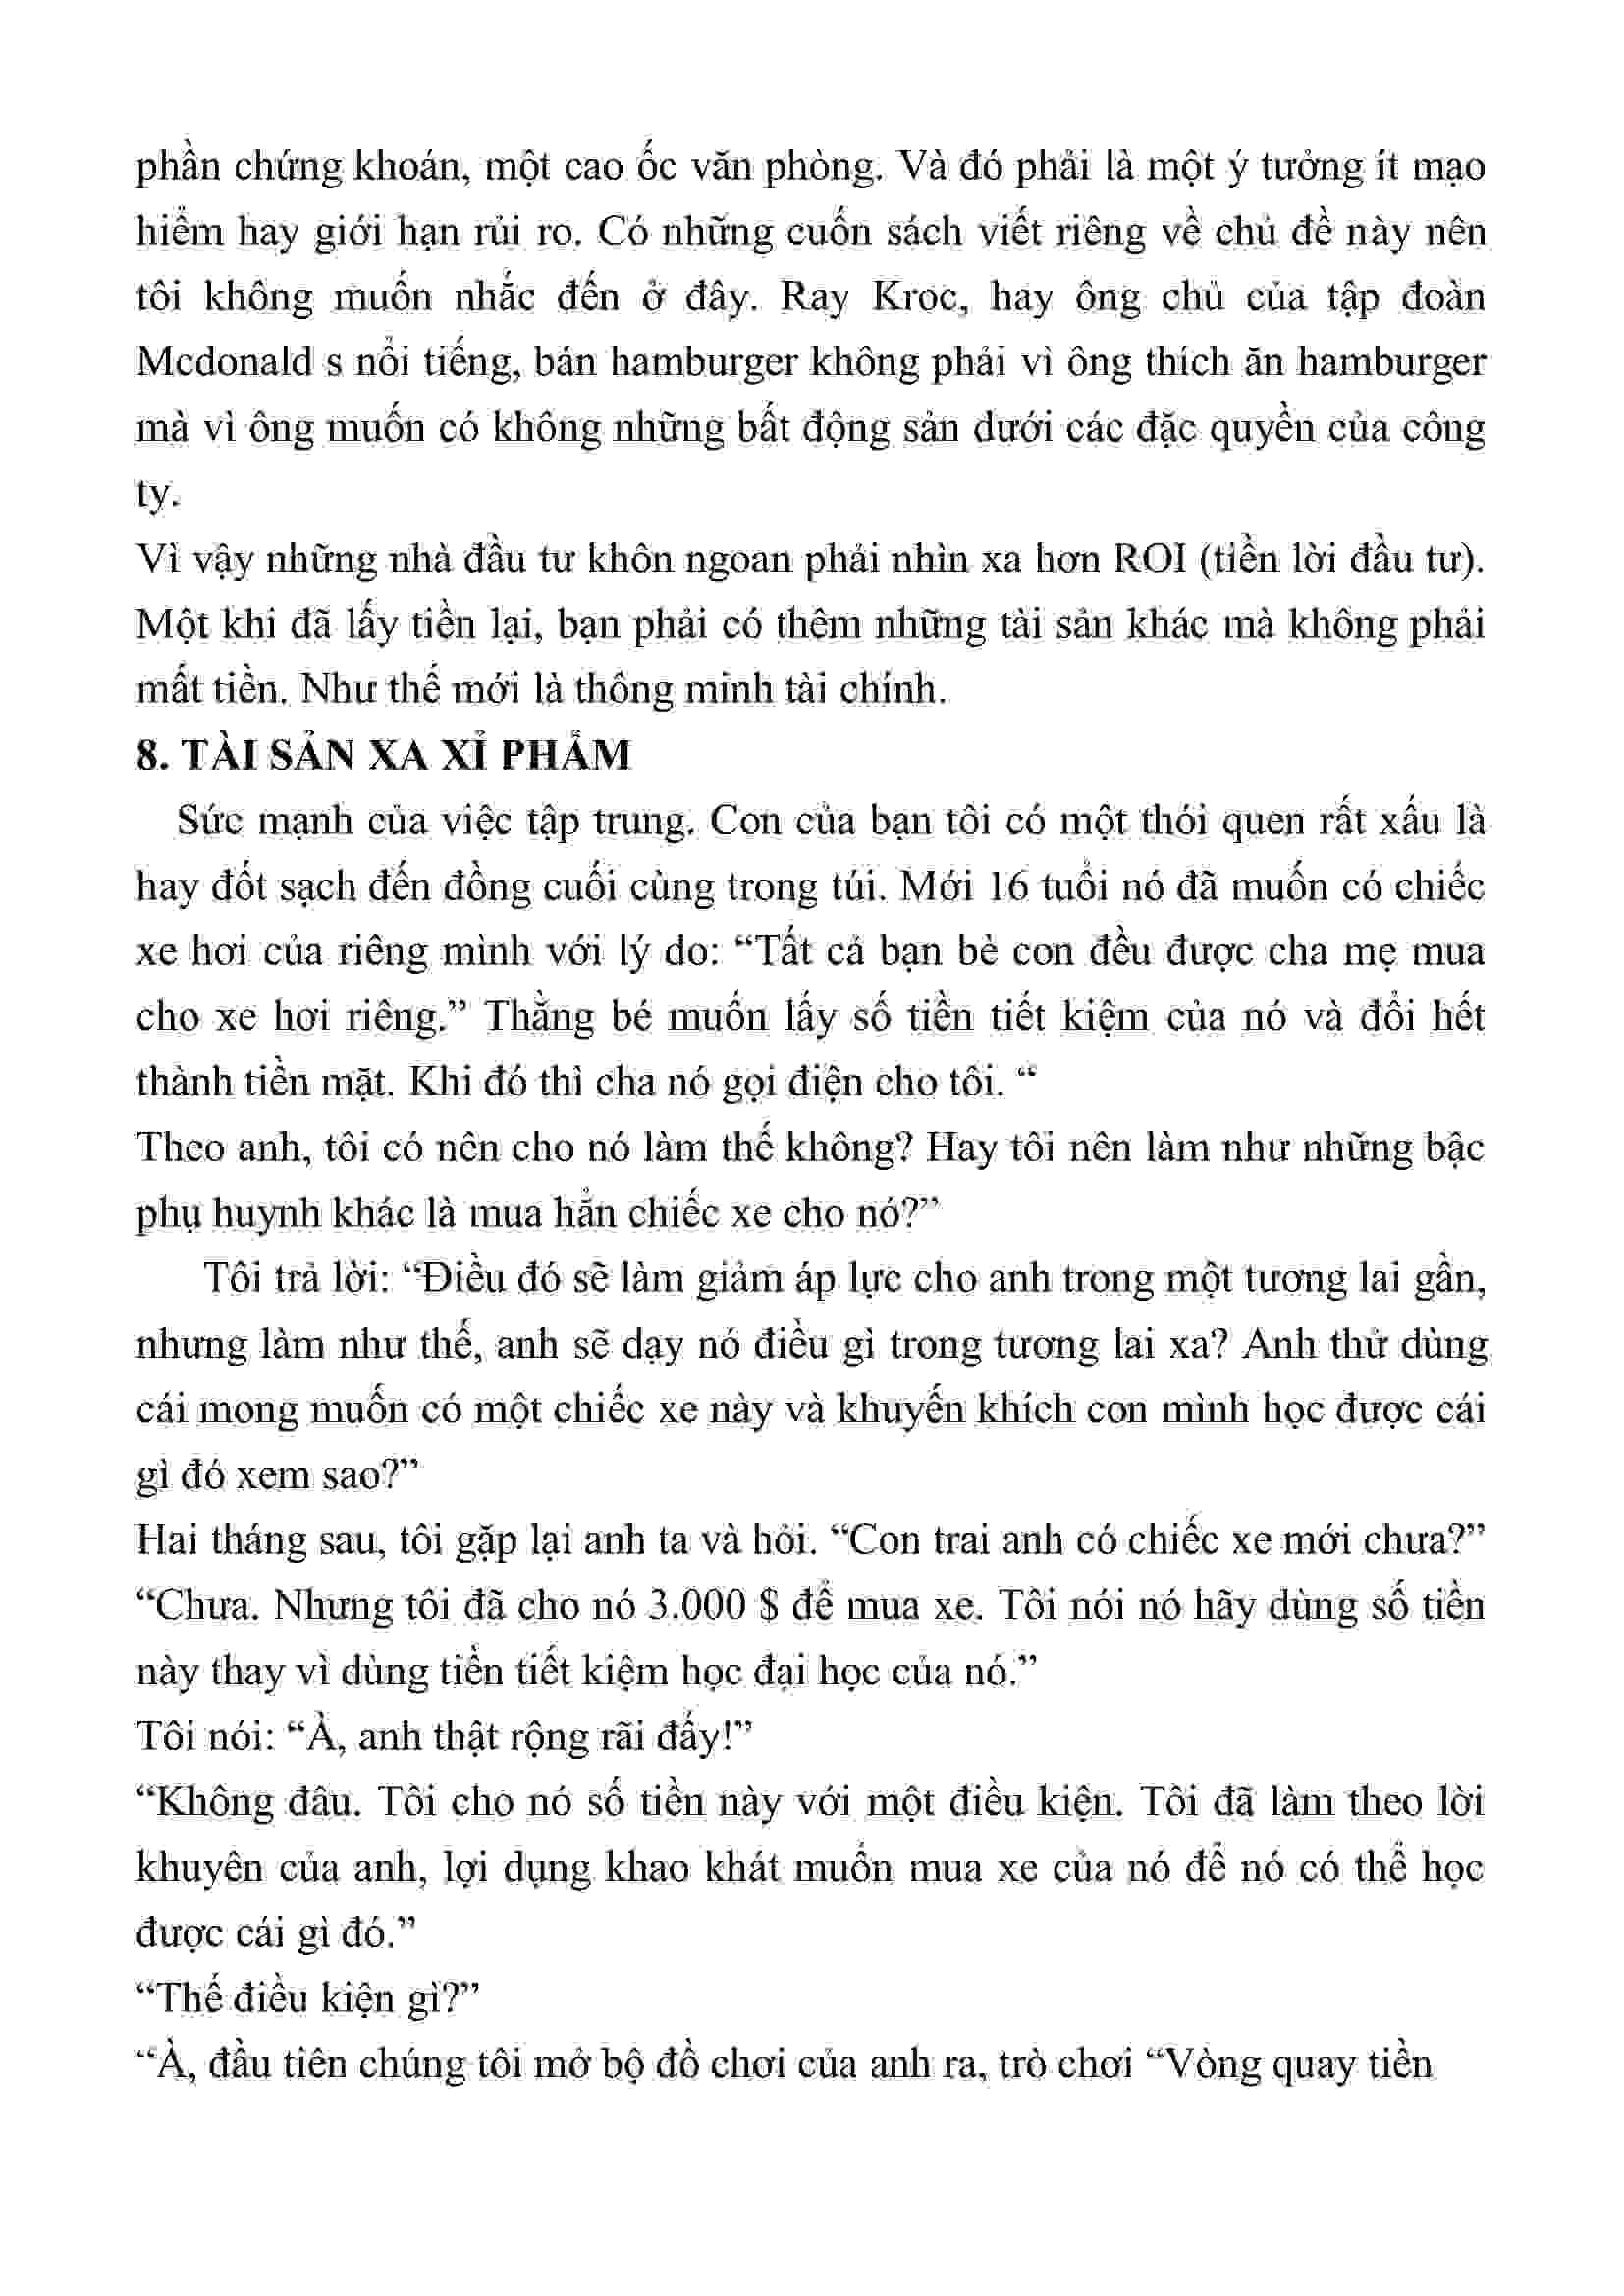 phần chứng khoán, một cao ốc văn phòng. Và đó phải là một ý tưởng ít mạo
hiểm hay giới hạn rủi ro. Có những cuốn sách viết riêng về chủ đề này nên
tôi không muốn nhắc đến ở đây. Ray Kroc, hay ông chủ của tập đoàn
Mcdonald s nổi tiếng, bán hamburger không phải vì ông thích ăn hamburger
mà vì ông muốn có không những bất động sản dưới các đặc quyền của công
ty.
Vì vậy những nhà đầu tư khôn ngoan phải nhìn xa hơn ROI (tiền lời đầu tư).
Một khi đã lấy tiền lại, bạn phải có thêm những tài sản khác mà không phải
mất tiền. Như thế mới là thông minh tài chính.
8. TÀI SẢN XA XỈ PHẨM
Sức mạnh của việc tập trung. Con của bạn tôi có một thói quen rất xấu là
hay đốt sạch đến đồng cuối cùng trong túi. Mới 16 tuổi nó đã muốn có chiếc
xe hơi của riêng mình với lý do: “Tất cả bạn bè con đều được cha mẹ mua
cho xe hơi riêng.” Thằng bé muốn lấy số tiền tiết kiệm của nó và đổi hết
thành tiền mặt. Khi đó thì cha nó gọi điện cho tôi. “
Theo anh, tôi có nên cho nó làm thế không? Hay tôi nên làm như những bậc
phụ huynh khác là mua hẳn chiếc xe cho nó?”
Tôi trả lời: “Điều đó sẽ làm giảm áp lực cho anh trong một tương lai gần,
nhưng làm như thế, anh sẽ dạy nó điều gì trong tương lai xa? Anh thử dùng
cái mong muốn có một chiếc xe này và khuyến khích con mình học được cái
gì đó xem sao?”
Hai tháng sau, tôi gặp lại anh ta và hỏi. “Con trai anh có chiếc xe mới chưa?”
“Chưa. Nhưng tôi đã cho nó 3.000 $ để mua xe. Tôi nói nó hãy dùng số tiền
này thay vì dùng tiền tiết kiệm học đại học của nó.”
Tôi nói: “À, anh thật rộng rãi đấy!”
“Không đâu. Tôi cho nó số tiền này với một điều kiện. Tôi đã làm theo lời
khuyên của anh, lợi dụng khao khát muốn mua xe của nó để nó có thể học
được cái gì đó.”
“Thế điều kiện gì?”
“À, đầu tiên chúng tôi mở bộ đồ chơi của anh ra, trò chơi “Vòng quay tiền